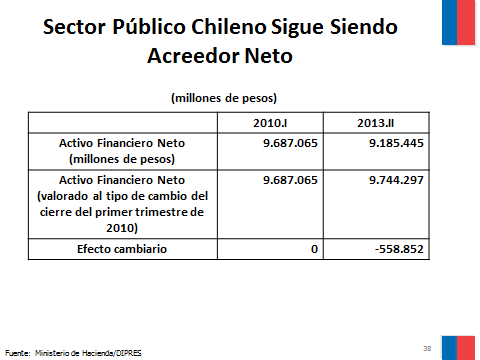 Sector Público Chileno Sigue Siendo
Acreedor Neto
(millones de pesos)
2010.I 2013.II
Activo Financiero Neto
(millones de pesos) 9.687.065 9.185.445
Activo Financiero Neto
(valorado al tipo de cambio del
cierre del primer trimestre de
2010) 9.687.065 9.744.297
Efecto cambiario 0 -558.852
38
Fuente: Ministerio de Hacienda/DIPRES